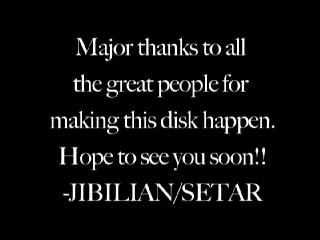 Major thanks to all
the great people for
making this disk happen.
Hope to see you soon!!
-JIBILIAN/SETAR